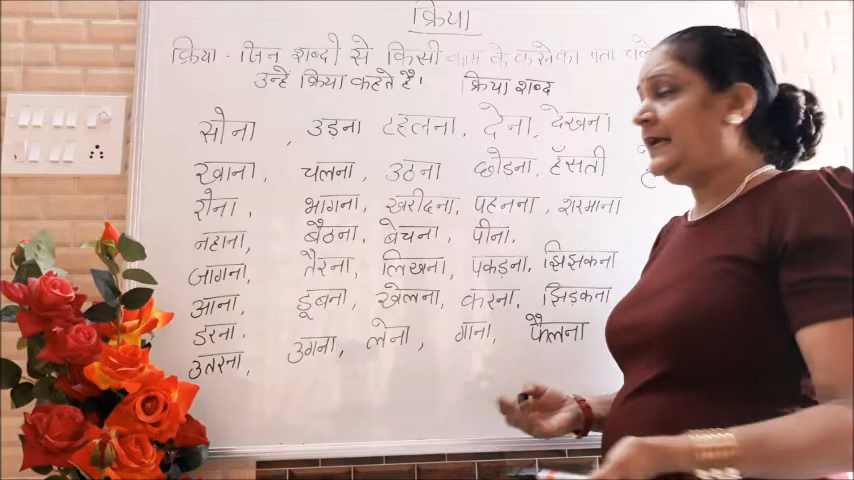 क्रिया
क्रिया - जिन शब्दो से किसी काम के करनेका पता चले
उन्हे क्रिया कहते है। क्रिया शब्द
सोना , उड़ना टहलना, देना, देखना
खाना, चलना, उठना छोड़ना, हँसती
रोना, भागना, खरीदना, पहनना, शरमाना
नहाना, बैठना, बेचना, पीना,
जागना, तैरना, लिखना, पकड़ना, झिझकना
आना, डूबना, खेलना, करना, झिड़कना
डरना, उगना, लेना, गाना, फैलना
उतरना,